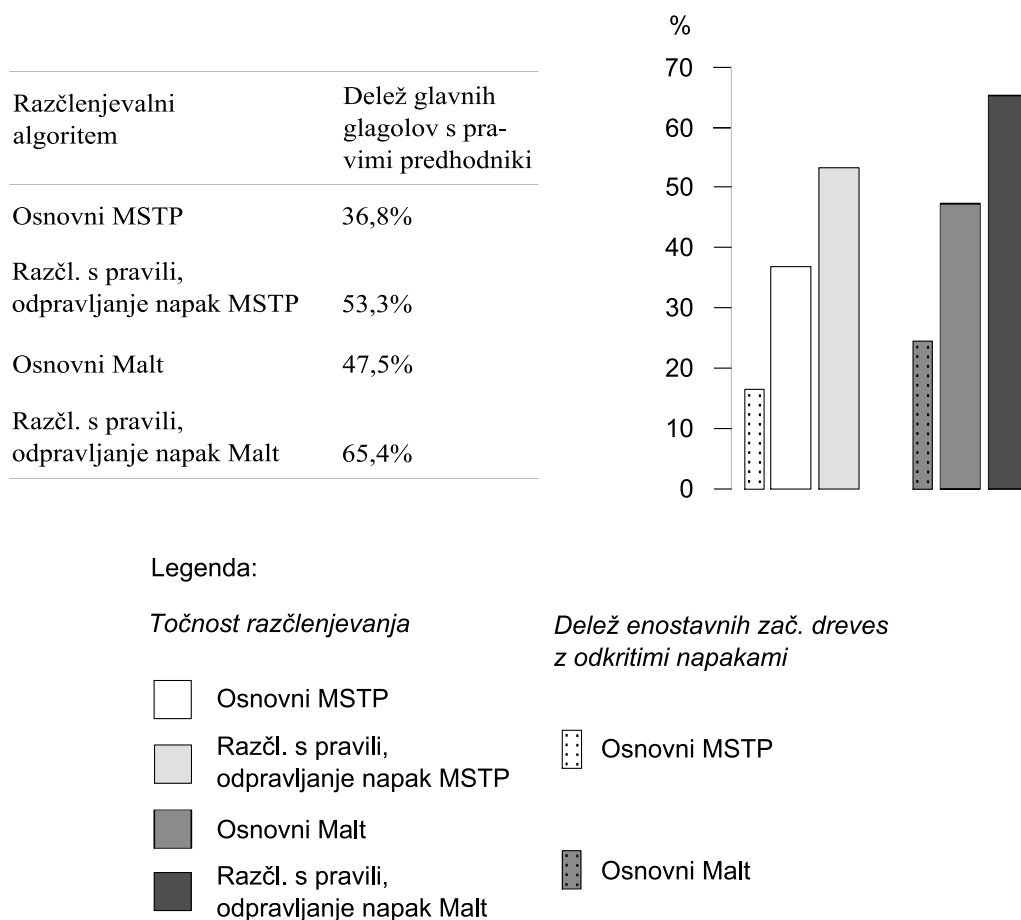 Razčlenjevalni
algoritem
Delež glavnih
glagolov s pra-
vimi predhodniki
Osnovni MSTP 36,8%
Razčl. s pravili,
odpravljanje napak MSTP 53,3%
Osnovni Malt 47,5%
Razčl. s pravili,
odpravljanje napak Malt 65,4%
%
70
60
50
40
30
20
10
0
Legenda:
Točnost razčlenjevanja
Osnovni MSTP
Razčl. s pravili,
odpravljanje napak MSTP
Osnovni Malt
Razčl. s pravili,
odpravljanje napak Malt
Delež enostavnih zač. dreves
z odkritimi napakami
Osnovni MSTP
Osnovni Malt